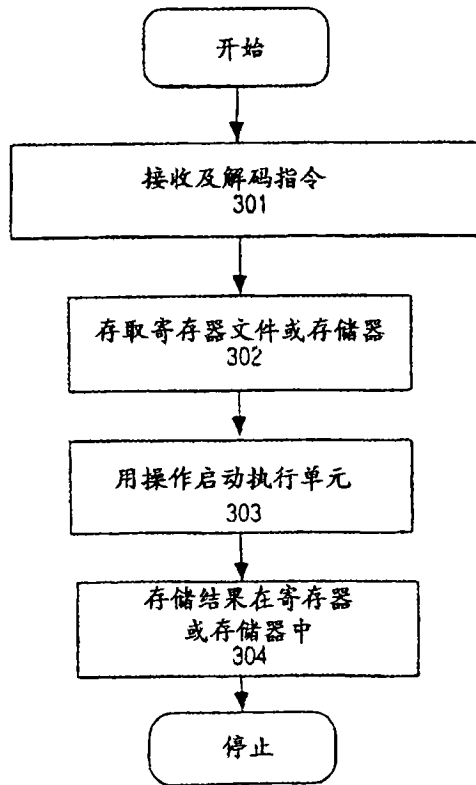 开始
接收及解码指令
301
存取寄存器文件或存储器
302
用操作启动执行单元
303
存储结果在寄存器
或存储器中
304
停止